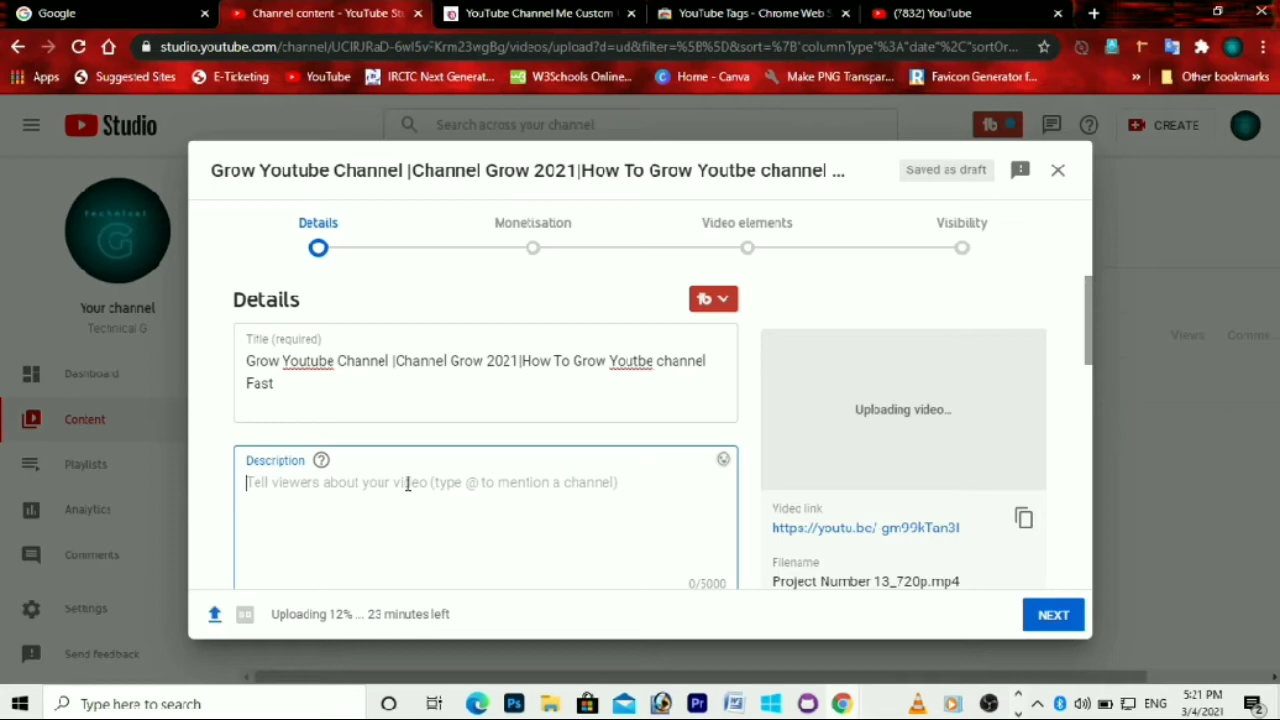 Google
Channel content - YouTube St
YouTube Channel Me Custom
YouTube Tags - Chrome Web S
(7832) YouTube
Apps
Suggested Sites
E-Ticketing
YouTube
IRCTC Next Generat...
W3Schools Online...
Home - Canva
Make PNG Transpar...
Favicon Generator f...
Other bookmarks
Studio
Search across your channel
CREATE
Grow Youtube Channel |Channel Grow 2021|How To Grow Youtbe channel ...
Saved as draft
Details
Monetisation
Video elements
Visibility
Technical
G
Your channel
Technical G
Dashboard
Content
Playlists
Analytics
Comments
Settings
Send feedback
Details
Title (required)
Grow Youtube Channel |Channel Grow 2021|How To Grow Youtbe channel
Fast
Description
Tell viewers about your video (type @ to mention a channel)
0/5000
Uploading video...
Video link
Filename
Project Number 13_720p.mp4
Views
Comme...
Uploading 12% ... 23 minutes left
NEXT
Type here to search
ENG
5:21 PM
3/4/2021